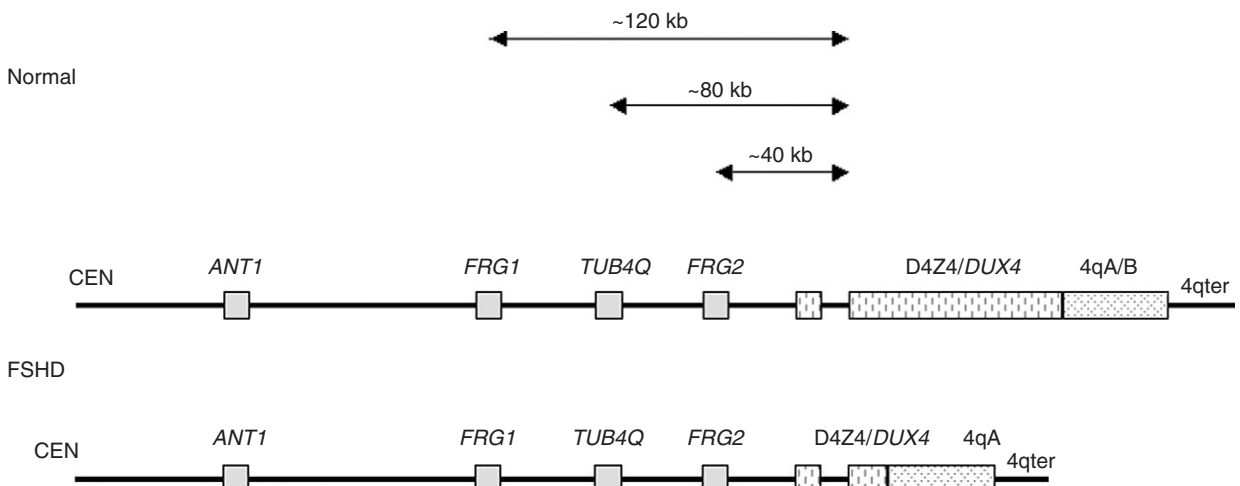 ~120 kb
Normal
~80 kb
~40 kb
CEN ANT1 FRG1 TUB4Q FRG2 D4Z4/DUX4 4qA/B 4qter
FSHD
CEN ANT1 FRG1 TUB4Q FRG2 D4Z4/DUX4 4qA 4qter